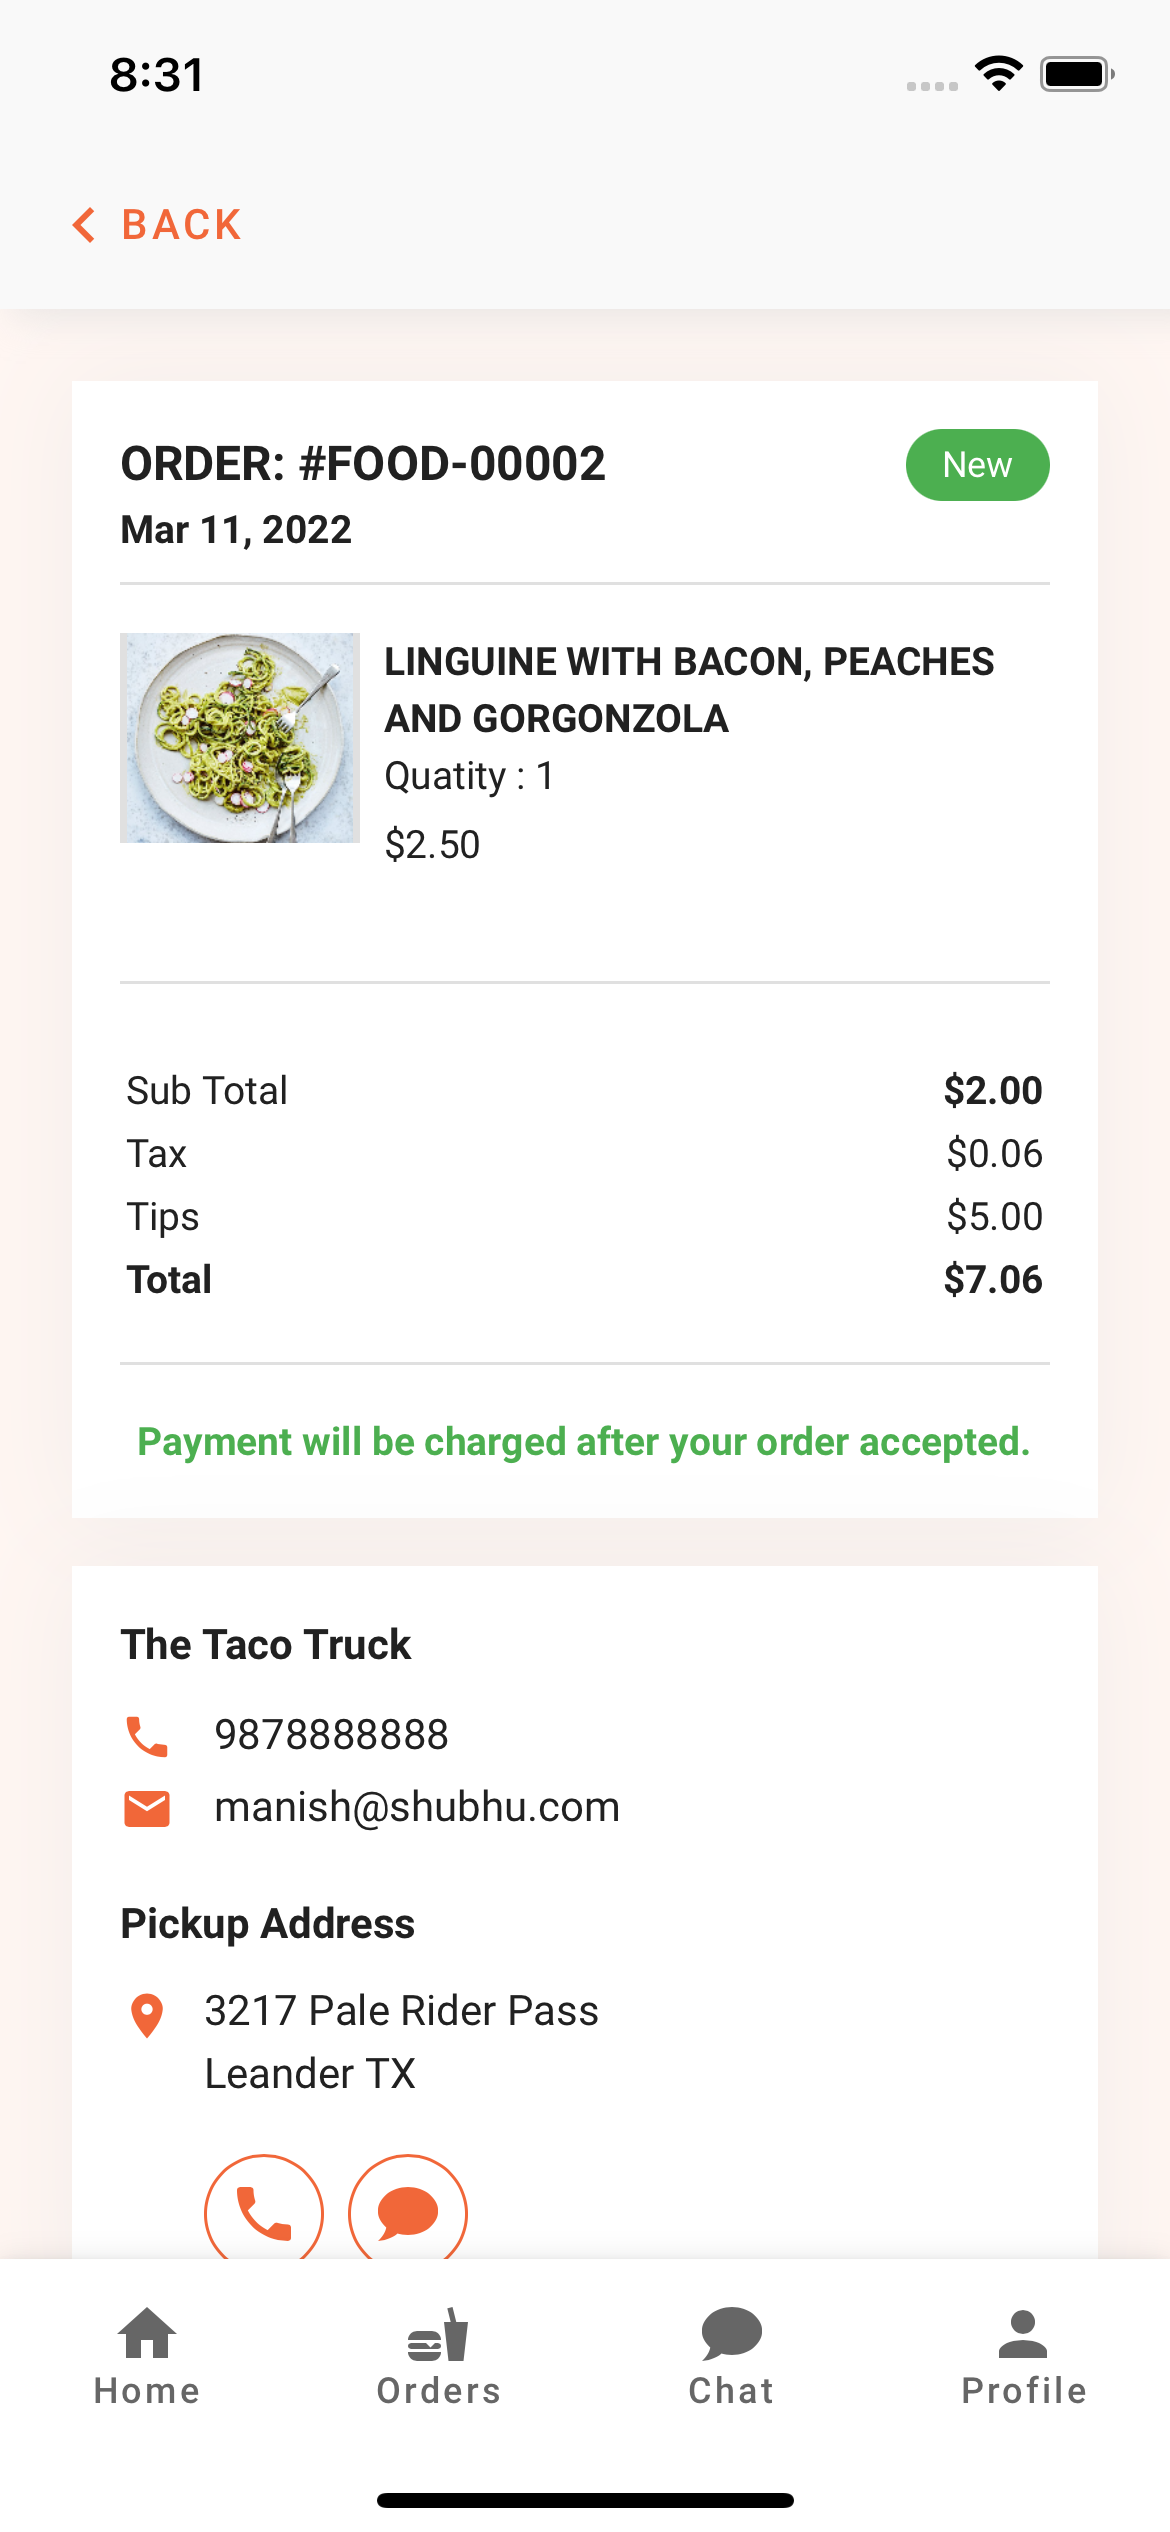 8:31
BACK
ORDER: #FOOD-00002
New
Mar 11, 2022
LINGUINE WITH BACON, PEACHES
AND GORGONZOLA
Quatity : 1
$2.50
Sub Total $2.00
Tax $0.06
Tips $5.00
Total $7.06
Payment will be charged after your order accepted.
The Taco Truck
9878888888
manish@shubhu.com
Pickup Address
3217 Pale Rider Pass
Leander TX
Home Orders Chat Profile